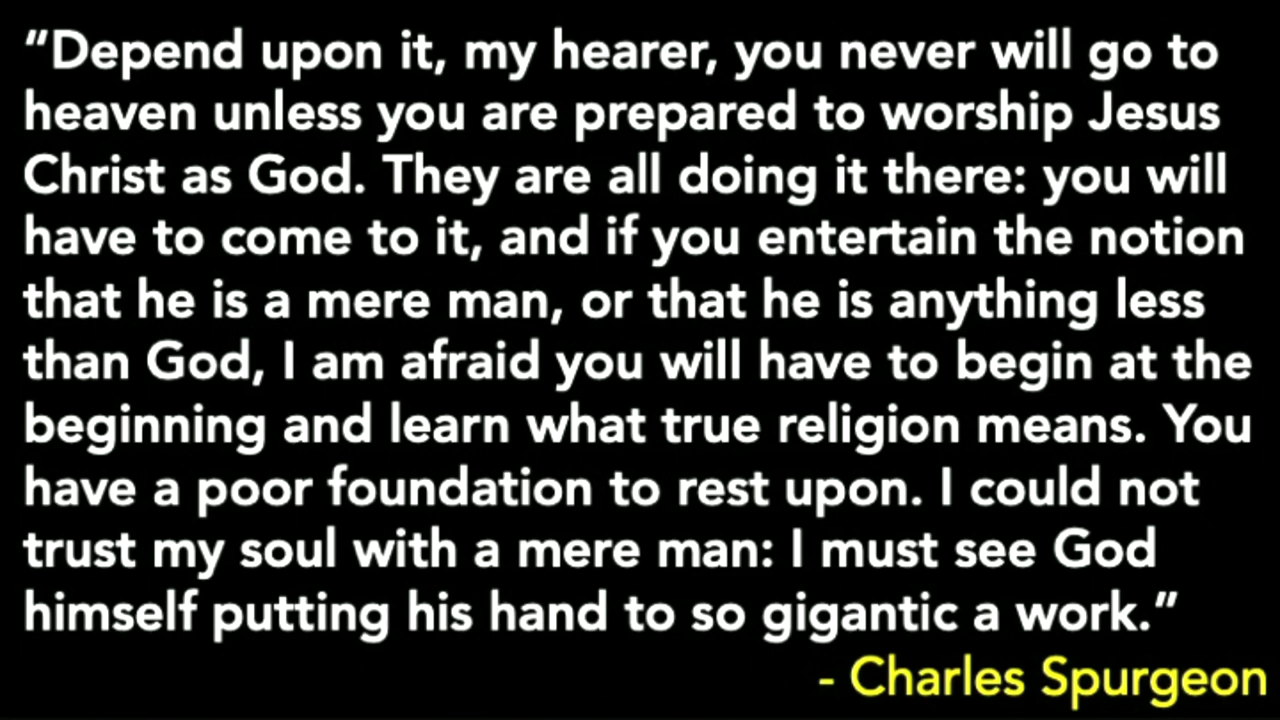 “Depend upon it, my hearer, you never will go to
heaven unless you are prepared to worship Jesus
Christ as God. They are all doing it there: you will
have to come to it, and if you entertain the notion
that he is a mere man, or that he is anything less
than God, I am afraid you will have to begin at the
beginning and learn what true religion means. You
have a poor foundation to rest upon. I could not
trust my soul with a mere man: I must see God
himself putting his hand to so gigantic a work.”
- Charles Spurgeon